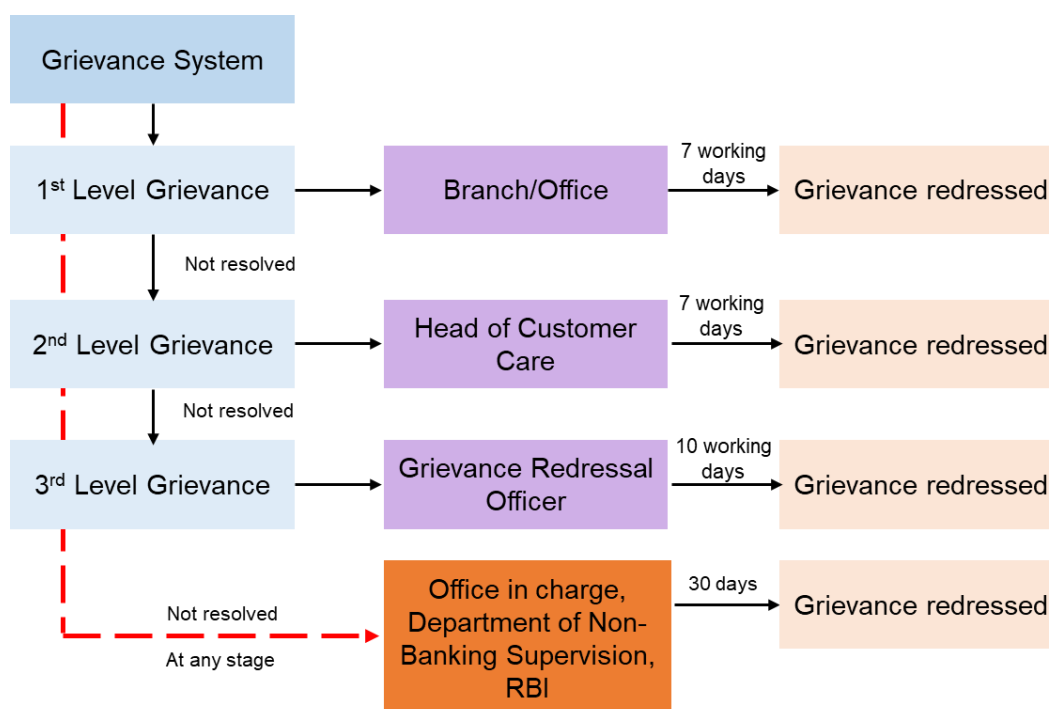 Grievance System
1st Level Grievance
Branch/Office
7 working
days
Grievance redressed
Not resolved
2nd Level Grievance
Head of Customer
Care
7 working
days
Grievance redressed
Not resolved
3rd Level Grievance
Grievance Redressal
Officer
10 working
days
Grievance redressed
Not resolved
At any stage
Office in charge,
Department of Non-
Banking Supervision,
RBI
30 days
Grievance redressed